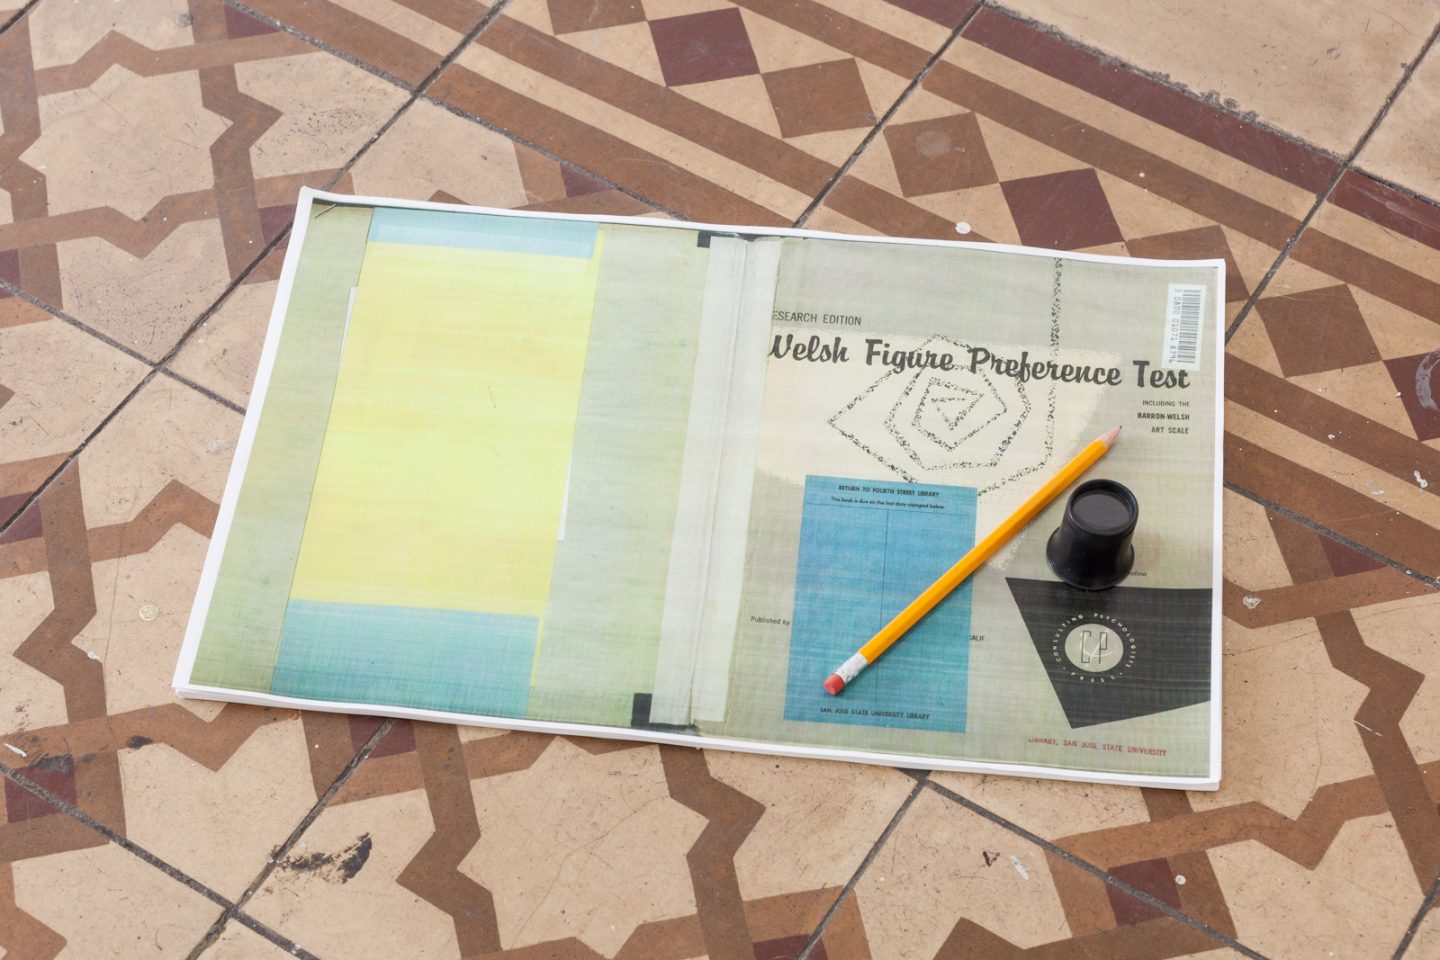 ESEARCH EDITION
Welsh Figure Preference Test
INCLUDING THE
BARRON-WELSH
ART SCALE
RETURN TO FOURTH STREET LIBRARY
This book is due on the last date stamped below.
Published by
CALIF.
CONSULTING PSYCHOLOGISTS
PRESS
CP
SAN JOSE STATE UNIVERSITY LIBRARY
LIBRARY, SAN JOSE STATE UNIVERSITY